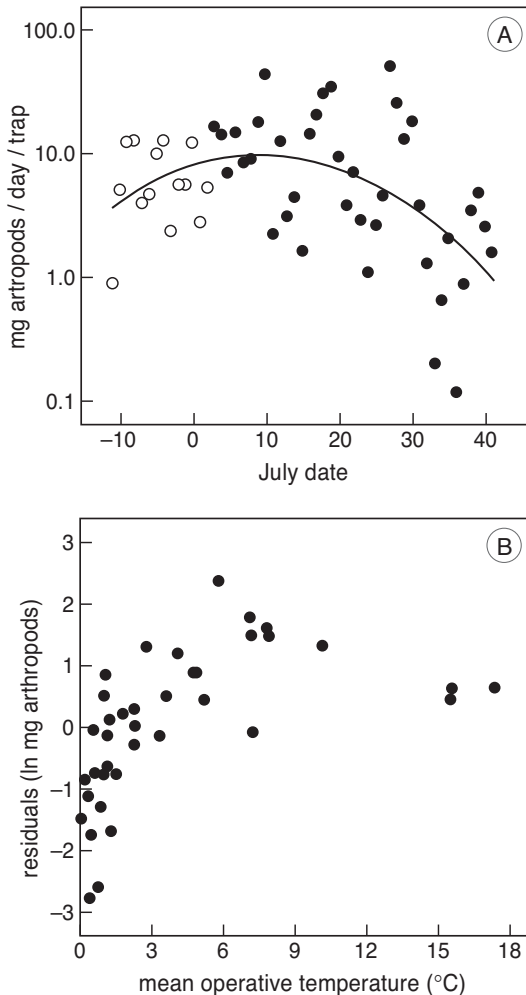 A
100.0
10.0
1.0
0.1
mg artropods / day / trap
−10 0 10 20 30 40
July date
B
3
2
1
0
−1
−2
−3
residuals (ln mg arthropods)
0 3 6 9 12 15 18
mean operative temperature (°C)